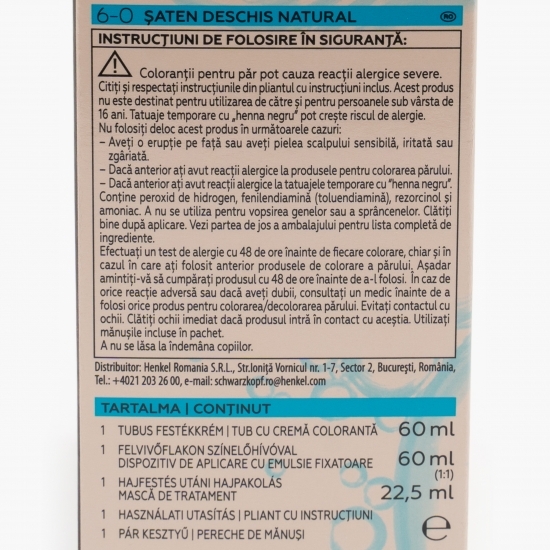 6-0 ȘATEN DESCHIS NATURAL RO
INSTRUCȚIUNI DE FOLOSIRE ÎN SIGURANȚĂ:
Coloranții pentru păr pot cauza reacții alergice severe.
Citiți și respectați instrucțiunile din pliantul cu instrucțiuni inclus. Acest produs
nu este destinat pentru utilizarea de către și pentru persoanele sub vârsta de
16 ani. Tatuaje temporare cu „henna negru” pot crește riscul de alergie.
Nu folosiți deloc acest produs în următoarele cazuri:
– Aveți o erupție pe față sau aveți pielea scalpului sensibilă, iritată sau
zgâriată.
– Dacă anterior ați avut reacții alergice la produsele pentru colorarea părului.
– Dacă anterior ați avut reacții alergice la tatuajele temporare cu “henna negru”.
Conține peroxid de hidrogen, fenilendiamină (toluendiamină), rezorcinol și
amoniac. A nu se utiliza pentru vopsirea genelor sau a sprâncenelor. Clătiți
bine după aplicare. Vezi partea de jos a ambalajului pentru lista completă de
ingrediente.
Efectuați un test de alergie cu 48 de ore înainte de fiecare colorare, chiar și în
cazul în care ați folosit anterior produsele de colorare a părului. Așadar
amintiți-vă să cumpărați produsul cu 48 de ore înainte de a-l folosi. În caz de
orice reacție adversă sau dacă aveți dubii, consultați un medic înainte de a
folosi orice produs pentru colorarea/decolorarea părului. Evitați contactul cu
ochii. Clătiți ochii imediat dacă produsul intră în contact cu aceștia. Utilizați
mănușile incluse în pachet.
A nu se lăsa la îndemâna copiilor.
Distribuitor: Henkel Romania S.R.L., Str.Ioniță Vornicul nr. 1-7, Sector 2, București, România,
Tel.: +4021 203 26 00, e-mail: schwarzkopf.ro@henkel.com
TARTALMA | CONȚINUT
1 TUBUS FESTÉKKRÉM | TUB CU CREMĂ COLORANTĂ 60 ml
1 FELVIVŐFLAKON SZÍNELŐHÍVÓVAL
DISPOZITIV DE APLICARE CU EMULSIE FIXATOARE 60 ml
(1:1)
1 HAJFESTÉS UTÁNI HAJPAKOLÁS
MASCĂ DE TRATAMENT 22,5 ml
1 HASZNÁLATI UTASÍTÁS | PLIANT CU INSTRUCȚIUNI
1 PÁR KESZTYŰ | PERECHE DE MĂNUȘI ℮